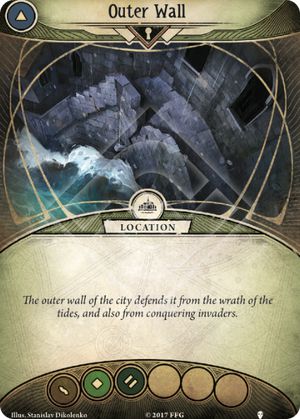 Outer Wall
LOCATION
The outer wall of the city defends it from the wrath of the
tides, and also from conquering invaders.
Illus. Stanislav Dikolenko
© 2017 FFG